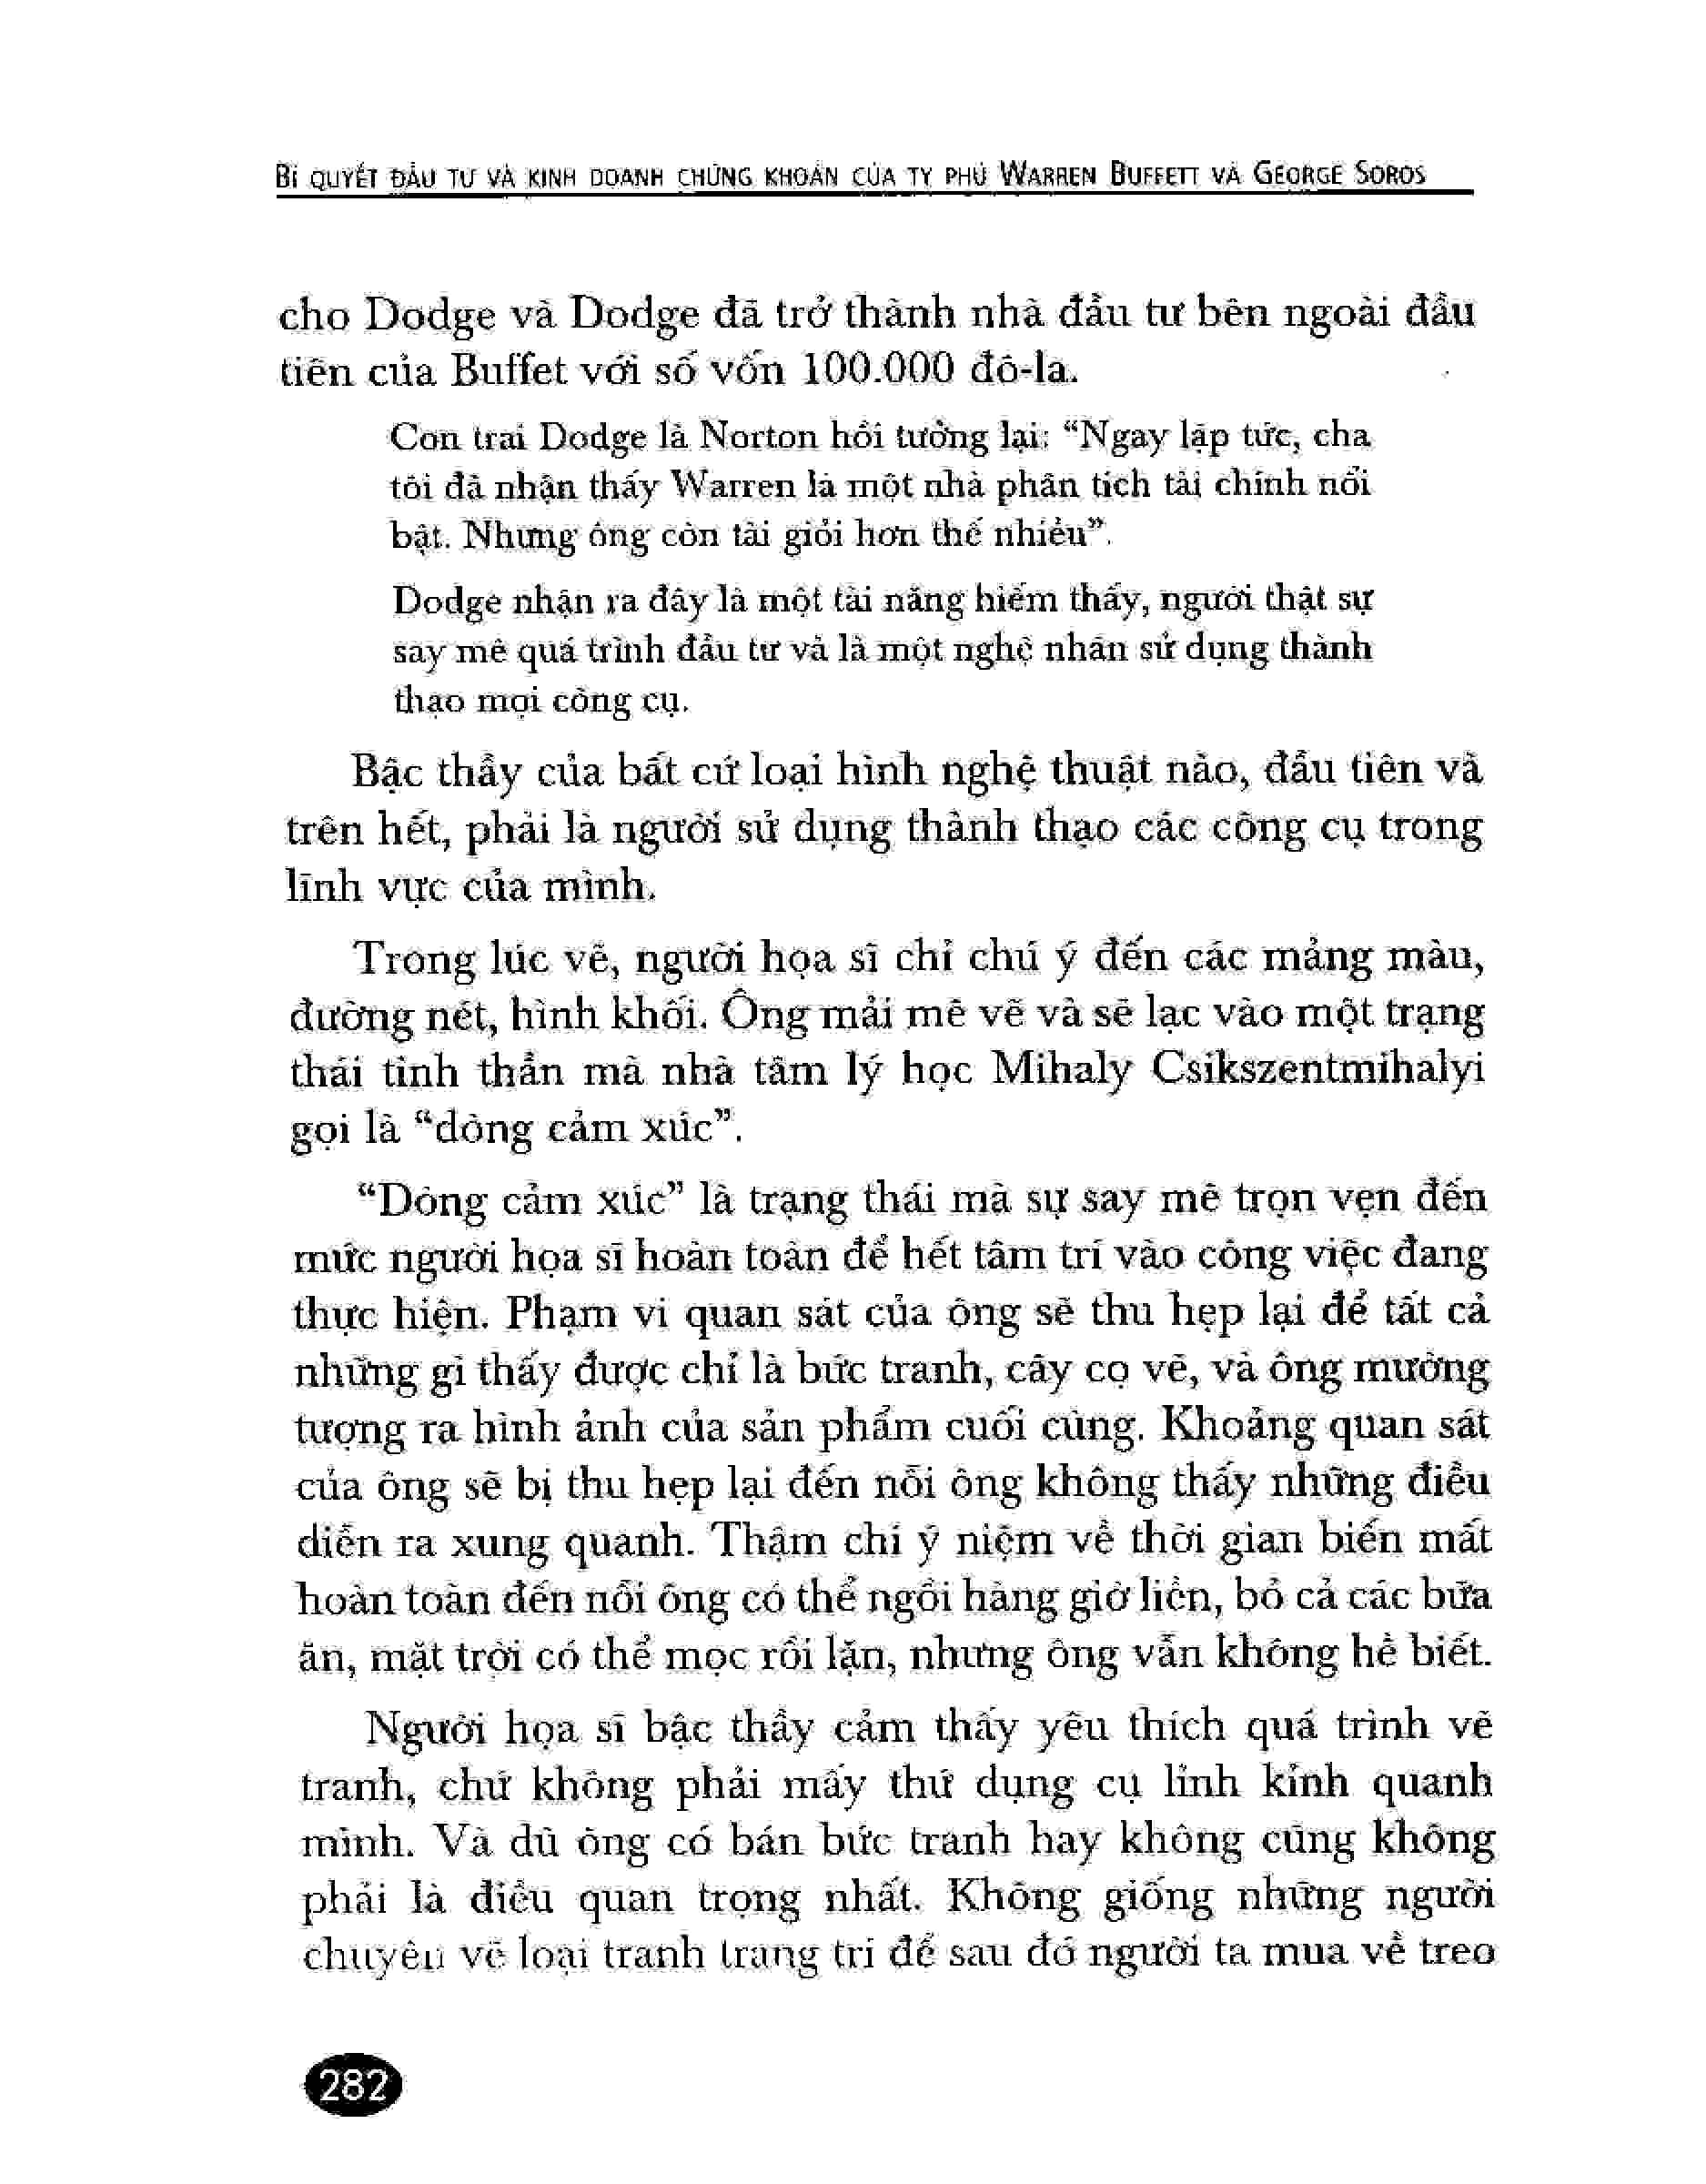 BÍ QUYẾT ĐẦU TƯ VÀ KINH DOANH CHỨNG KHOÁN CỦA TỶ PHÚ WARREN BUFFETT VÀ GEORGE SOROS
cho Dodge và Dodge đã trở thành nhà đầu tư bên ngoài đầu
tiên của Buffet với số vốn 100.000 đô-la.
Con trai Dodge là Norton hồi tưởng lại: “Ngay lập tức, cha
tôi đã nhận thấy Warren là một nhà phân tích tài chính nổi
bật. Nhưng ông còn tài giỏi hơn thế nhiều”.
Dodge nhận ra đây là một tài năng hiếm thấy, người thật sự
say mê quá trình đầu tư và là một nghệ nhân sử dụng thành
thạo mọi công cụ.
Bậc thầy của bất cứ loại hình nghệ thuật nào, đầu tiên và
trên hết, phải là người sử dụng thành thạo các công cụ trong
lĩnh vực của mình.
Trong lúc vẽ, người họa sĩ chỉ chú ý đến các mảng màu,
đường nét, hình khối. Ông mải mê vẽ và sẽ lạc vào một trạng
thái tinh thần mà nhà tâm lý học Mihaly Csikszentmihalyi
gọi là “dòng cảm xúc”.
“Dòng cảm xúc” là trạng thái mà sự say mê trọn vẹn đến
mức người họa sĩ hoàn toàn để hết tâm trí vào công việc đang
thực hiện. Phạm vi quan sát của ông sẽ thu hẹp lại để tất cả
những gì thấy được chỉ là bức tranh, cây cọ vẽ, và ông mường
tượng ra hình ảnh của sản phẩm cuối cùng. Khoảng quan sát
của ông sẽ bị thu hẹp lại đến nỗi ông không thấy những điều
diễn ra xung quanh. Thậm chí ý niệm về thời gian biến mất
hoàn toàn đến nỗi ông có thể ngồi hàng giờ liền, bỏ cả các bữa
ăn, mặt trời có thể mọc rồi lặn, nhưng ông vẫn không hề biết.
Người họa sĩ bậc thầy cảm thấy yêu thích quá trình vẽ
tranh, chứ không phải mấy thứ dụng cụ lỉnh kỉnh quanh
mình. Và dù ông có bán bức tranh hay không cũng không
phải là điều quan trọng nhất. Không giống những người
chuyên vẽ loại tranh trang trí để sau đó người ta mua về treo
282